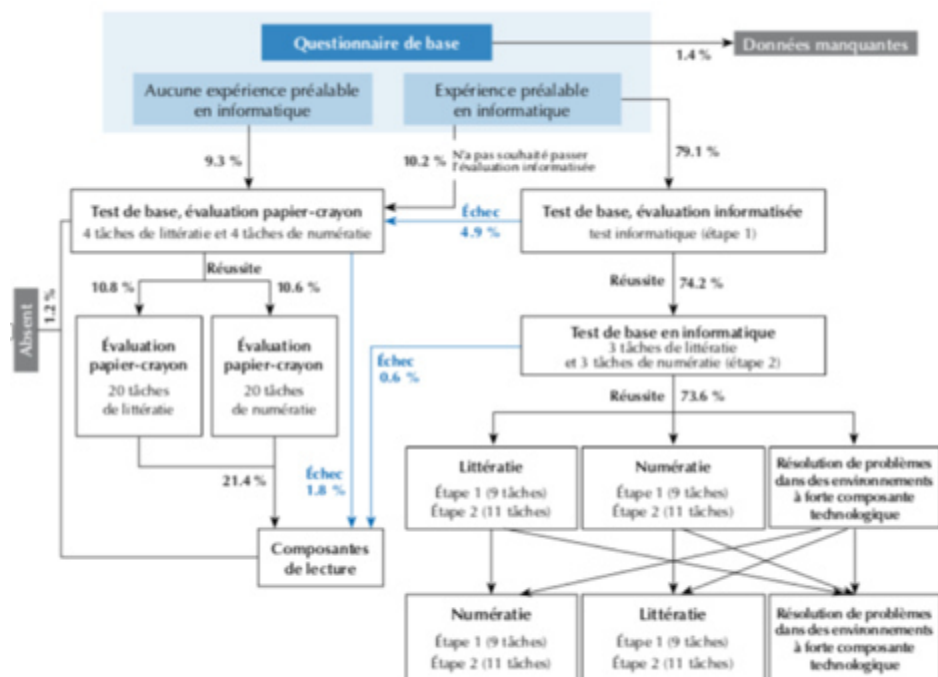 Questionnaire de base
1.4 %
Données manquantes
Aucune expérience préalable
en informatique
Expérience préalable
en informatique
9.3 %
10.2 %
N'a pas souhaité passer
l'évaluation informatisée
79.1 %
Test de base, évaluation papier-crayon
4 tâches de littératie et 4 tâches de numératie
Échec
4.9 %
Test de base, évaluation informatisée
test informatique (étape 1)
Réussite
10.8 %
10.6 %
Réussite
74.2 %
Absent
1.2 %
Évaluation
papier-crayon
20 tâches
de littératie
Évaluation
papier-crayon
20 tâches
de numératie
Échec
0.6 %
Test de base en informatique
3 tâches de littératie
et 3 tâches de numératie (étape 2)
Réussite
73.6 %
21.4 %
Échec
1.8 %
Littératie
Étape 1 (9 tâches)
Étape 2 (11 tâches)
Numératie
Étape 1 (9 tâches)
Étape 2 (11 tâches)
Résolution de problèmes
dans des environnements
à forte composante
technologique
Composantes
de lecture
Numératie
Étape 1 (9 tâches)
Étape 2 (11 tâches)
Littératie
Étape 1 (9 tâches)
Étape 2 (11 tâches)
Résolution de problèmes
dans des environnements
à forte composante
technologique